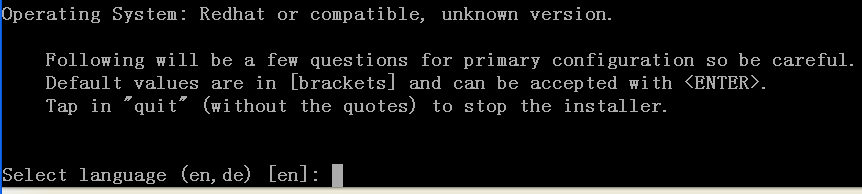 Operating System: Redhat or compatible, unknown version.
Following will be a few questions for primary configuration so be careful.
Default values are in [brackets] and can be accepted with <ENTER>.
Tap in "quit" (without the quotes) to stop the installer.
Select language (en,de) [en]: